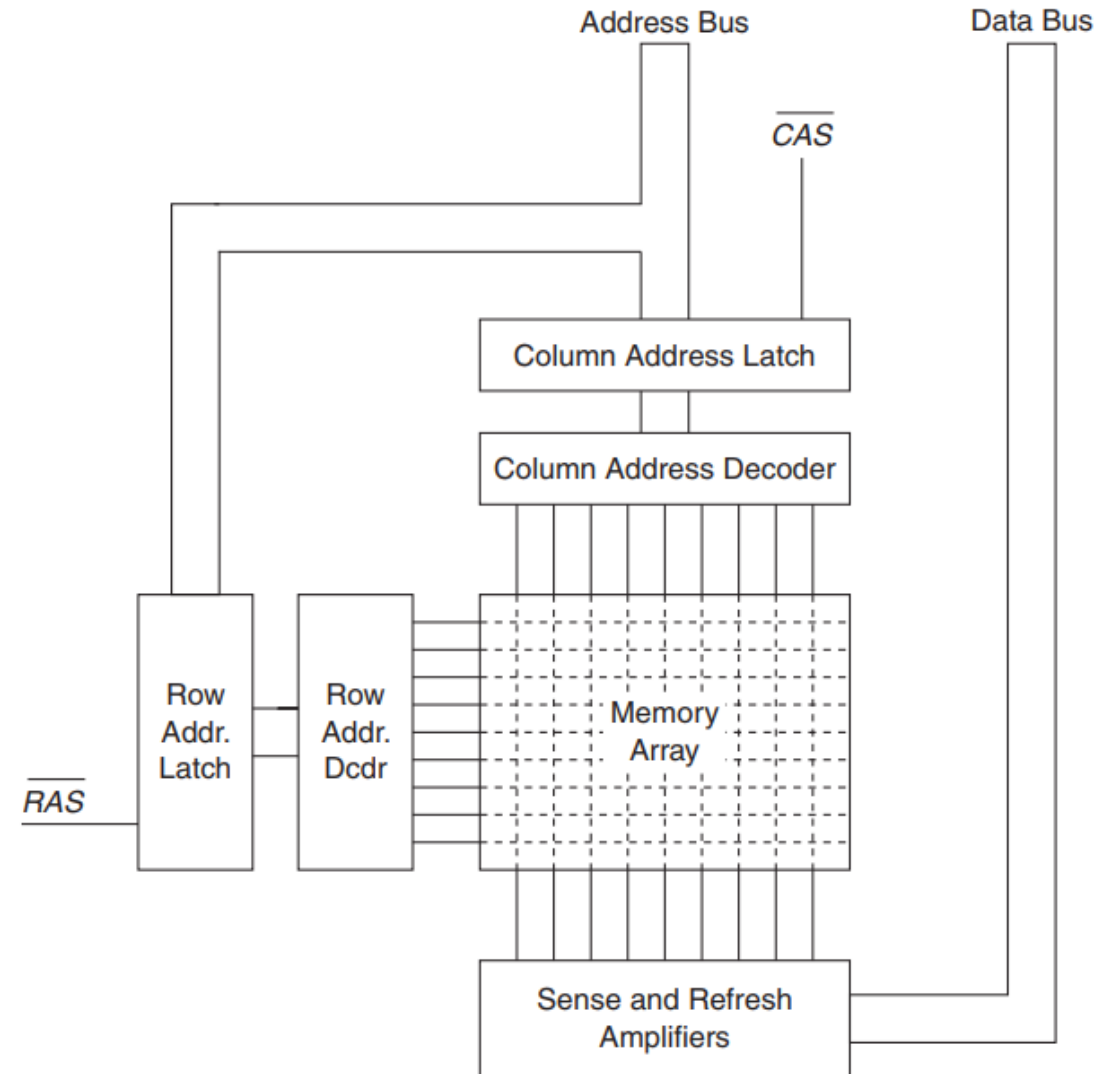 Address Bus
Data Bus
CAS
Column Address Latch
Column Address Decoder
Row
Addr.
Latch
Row
Addr.
Dcdr
Memory
Array
RAS
Sense and Refresh
Amplifiers